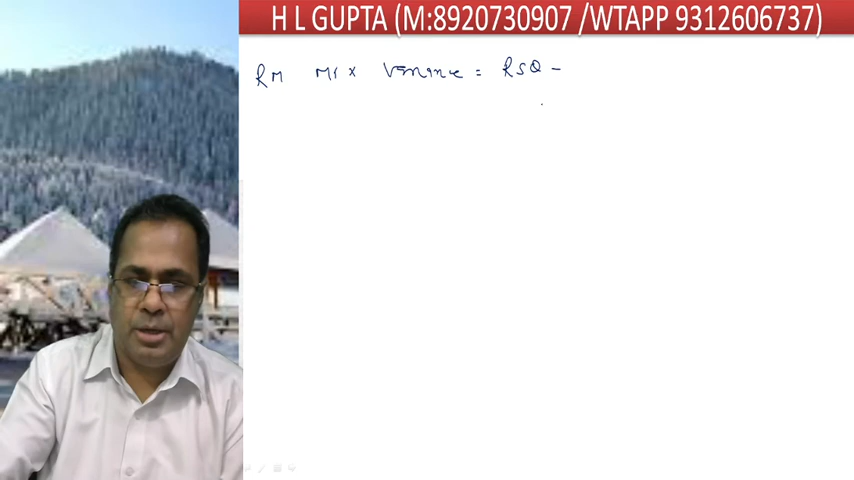 H L GUPTA (M:8920730907 /WTAPP 9312606737)
RM Mix Variance = RSQ -